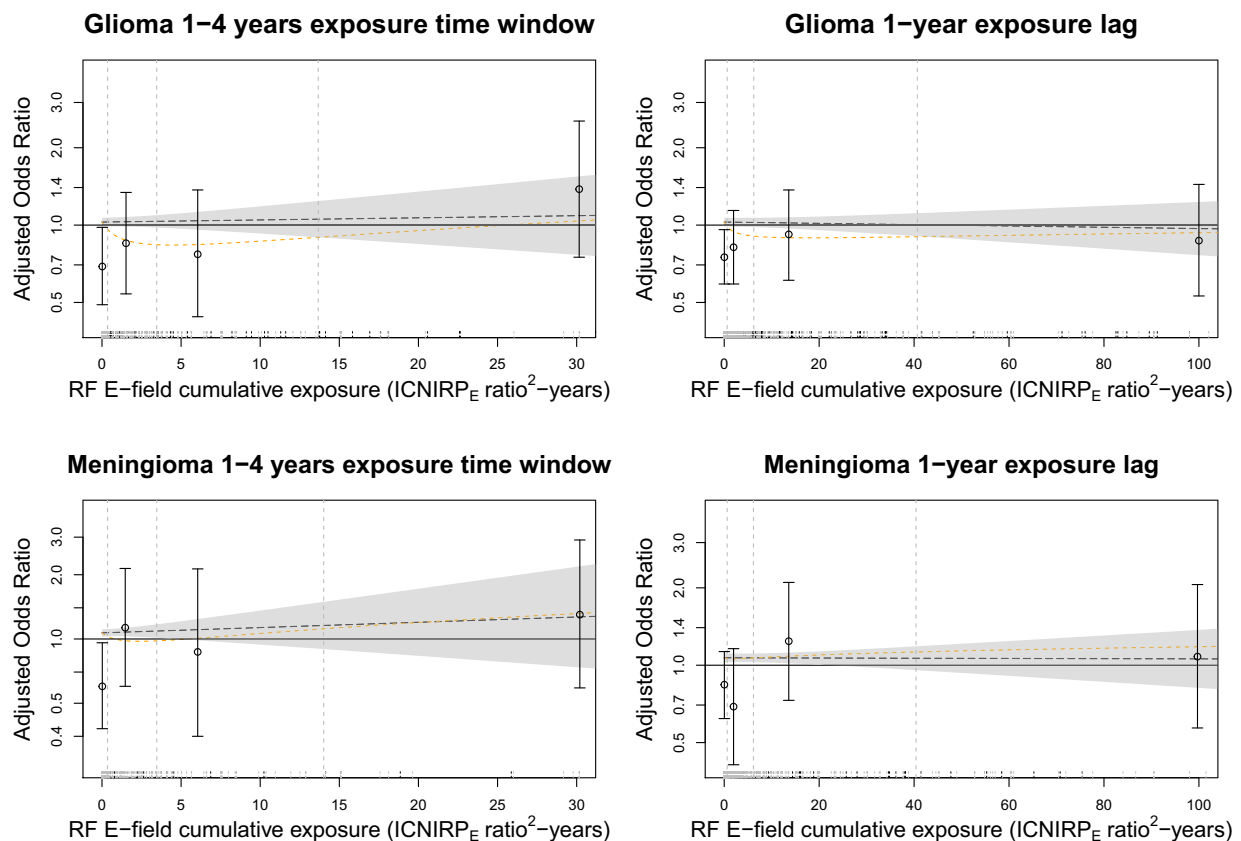 Glioma 1−4 years exposure time window
Adjusted Odds Ratio
3.0
2.0
1.4
1.0
0.7
0.5
0 5 10 15 20 25 30
RF E−field cumulative exposure (ICNIRPE ratio2−years)
Glioma 1−year exposure lag
Adjusted Odds Ratio
3.0
2.0
1.4
1.0
0.7
0.5
0 20 40 60 80 100
RF E−field cumulative exposure (ICNIRPE ratio2−years)
Meningioma 1−4 years exposure time window
Adjusted Odds Ratio
3.0
2.0
1.0
0.5
0.4
0 5 10 15 20 25 30
RF E−field cumulative exposure (ICNIRPE ratio2−years)
Meningioma 1−year exposure lag
Adjusted Odds Ratio
3.0
2.0
1.4
1.0
0.7
0.5
0 20 40 60 80 100
RF E−field cumulative exposure (ICNIRPE ratio2−years)